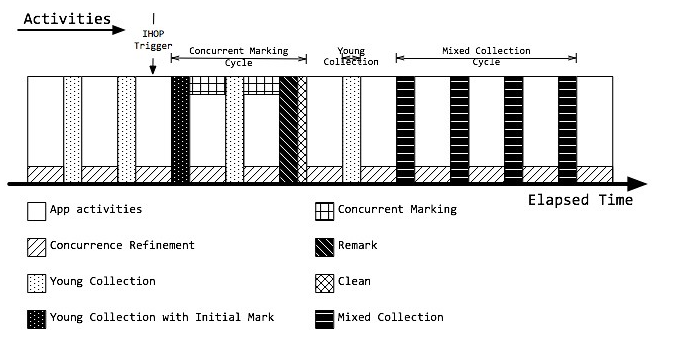 Activities
IHOP
Trigger
Concurrent Marking
Cycle
Young
Collection
Mixed Collection
Cycle
Elapsed Time
App activities
Concurrent Marking
Concurrence Refinement
Remark
Young Collection
Clean
Young Collection with Initial Mark
Mixed Collection